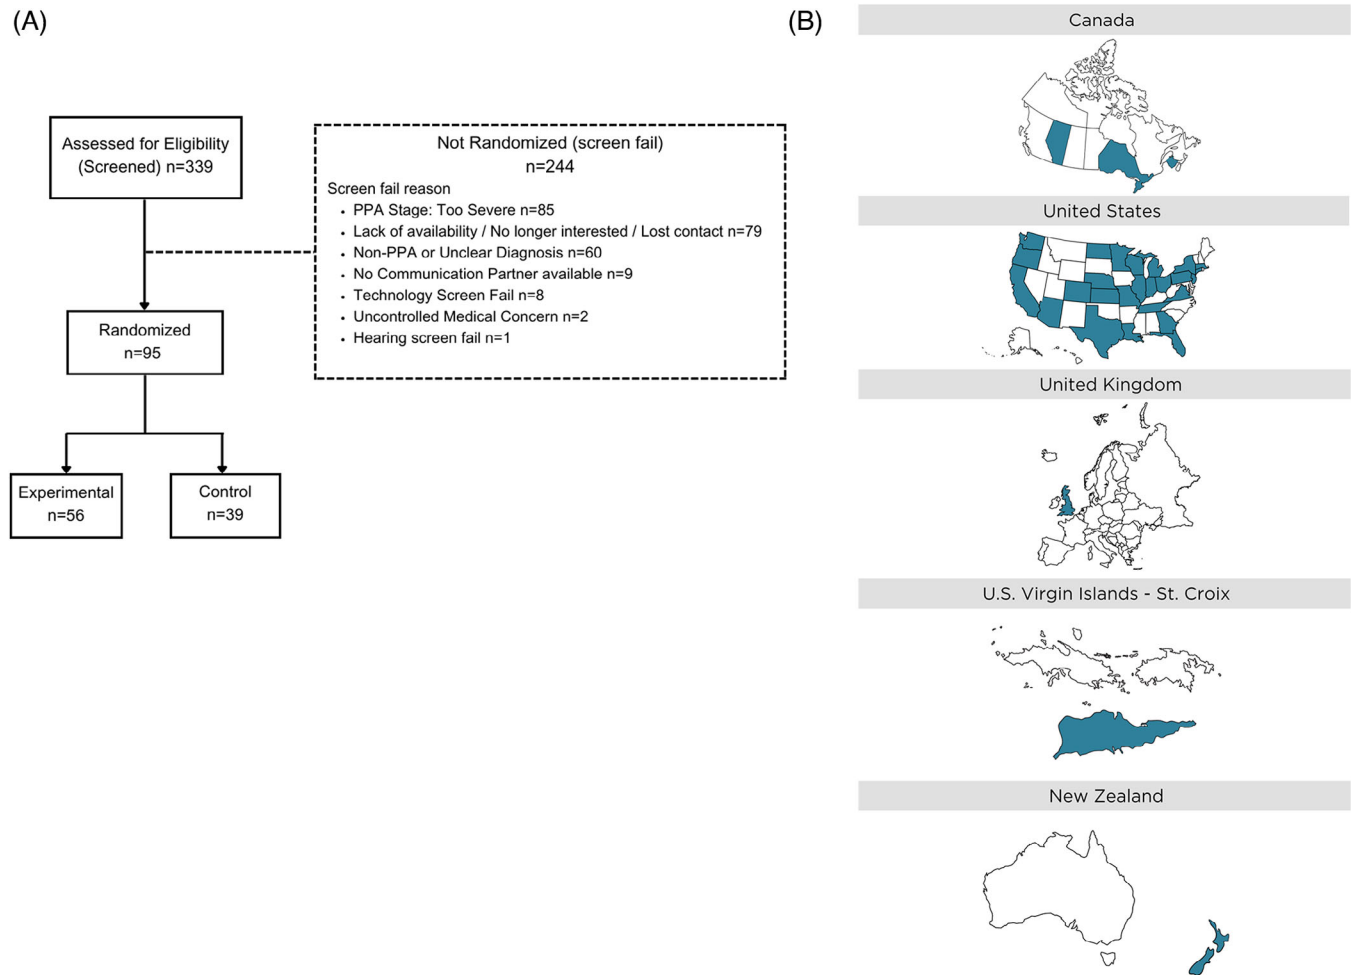 (A)
Assessed for Eligibility
(Screened) n=339
Not Randomized (screen fail)
n=244
Screen fail reason
• PPA Stage: Too Severe n=85
• Lack of availability / No longer interested / Lost contact n=79
• Non-PPA or Unclear Diagnosis n=60
• No Communication Partner available n=9
• Technology Screen Fail n=8
• Uncontrolled Medical Concern n=2
• Hearing screen fail n=1
Randomized
n=95
Experimental
n=56
Control
n=39
(B)
Canada
United States
United Kingdom
U.S. Virgin Islands - St. Croix
New Zealand